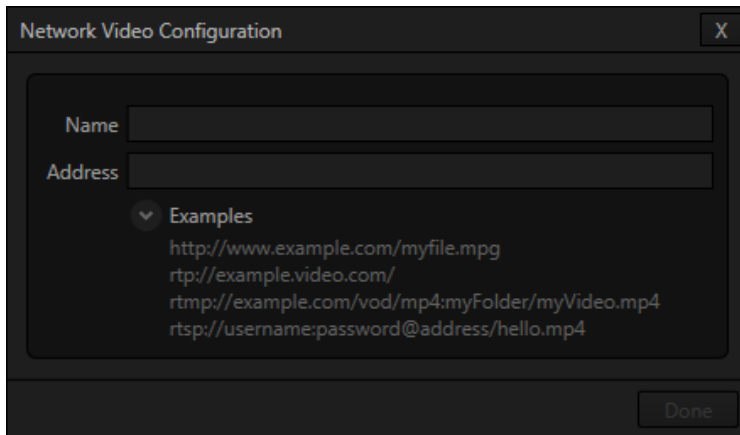 Network Video Configuration X
Name
Address
Examples
http://www.example.com/myfile.mpg
rtp://example.video.com/
rtmp://example.com/vod/mp4:myFolder/myVideo.mp4
rtsp://username:password@address/hello.mp4
Done